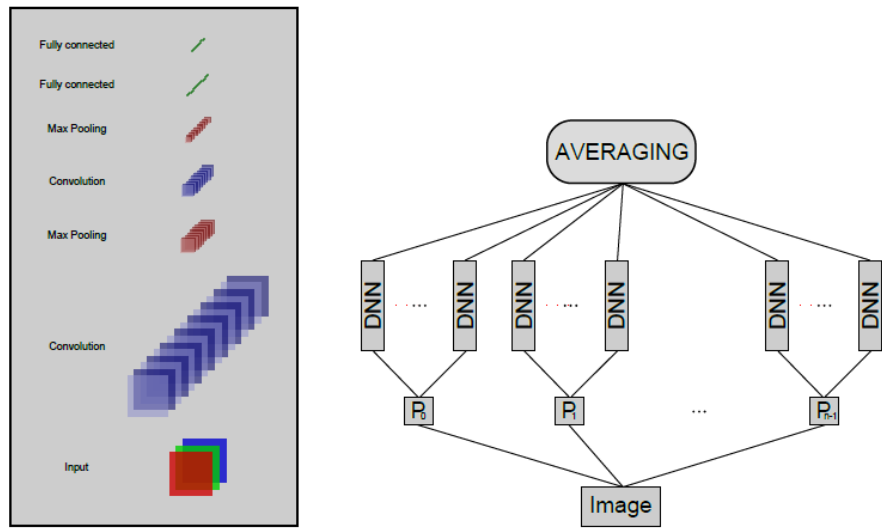 Fully connected
Fully connected
Max Pooling
Convolution
Max Pooling
Convolution
Input
AVERAGING
DNN ... DNN DNN ... DNN DNN ... DNN
P0 P1 ... Pn-1
Image